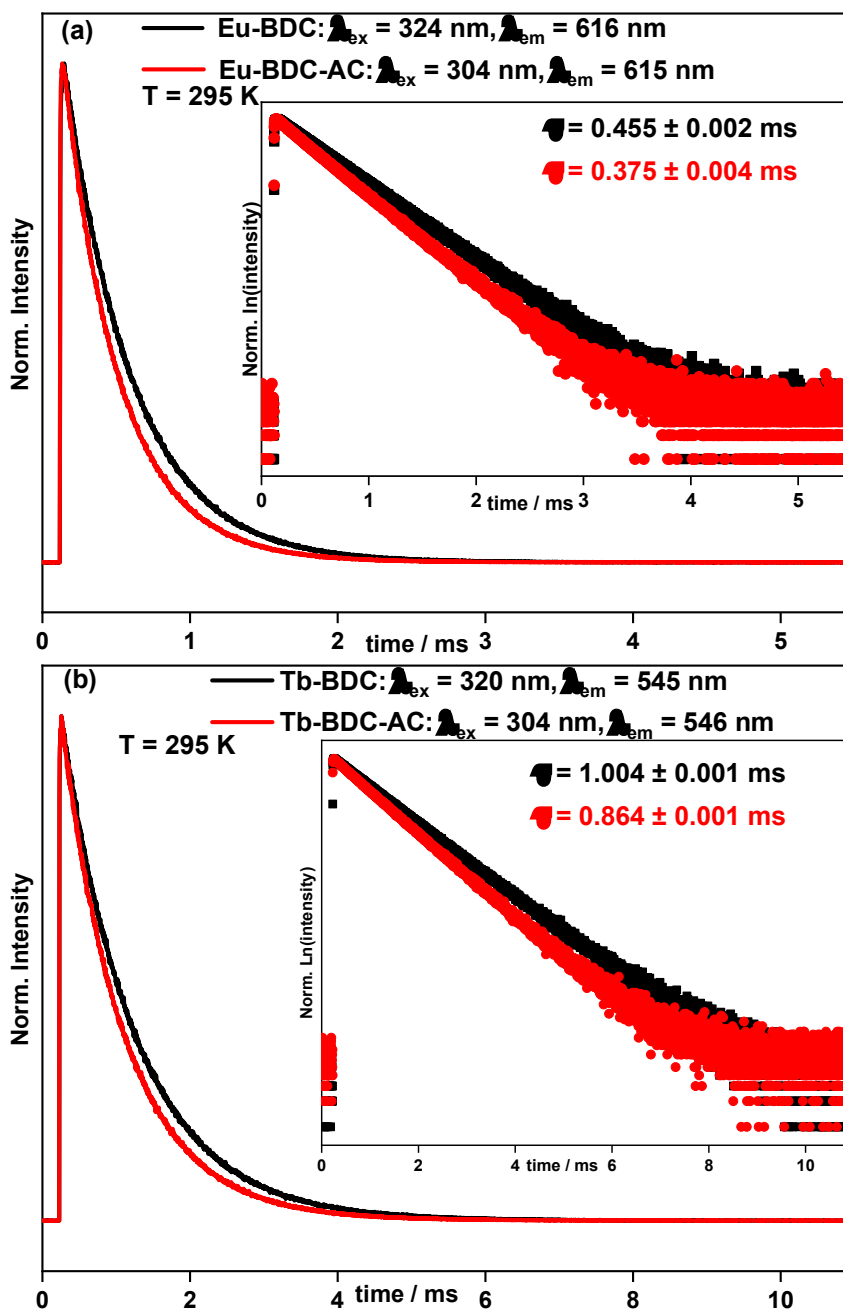 (a)
Eu-BDC: λex = 324 nm, λem = 616 nm
Eu-BDC-AC: λex = 304 nm, λem = 615 nm
T = 295 K
τ = 0.455 ± 0.002 ms
τ = 0.375 ± 0.004 ms
Norm. Intensity
Norm. ln(intensity)
0 1 2 3 4 5
time / ms
0 1 2 3 4 5
time / ms
(b)
Tb-BDC: λex = 320 nm, λem = 545 nm
Tb-BDC-AC: λex = 304 nm, λem = 546 nm
T = 295 K
τ = 1.004 ± 0.001 ms
τ = 0.864 ± 0.001 ms
Norm. Intensity
Norm. Ln(intensity)
0 2 4 6 8 10
time / ms
0 2 4 6 8 10
time / ms